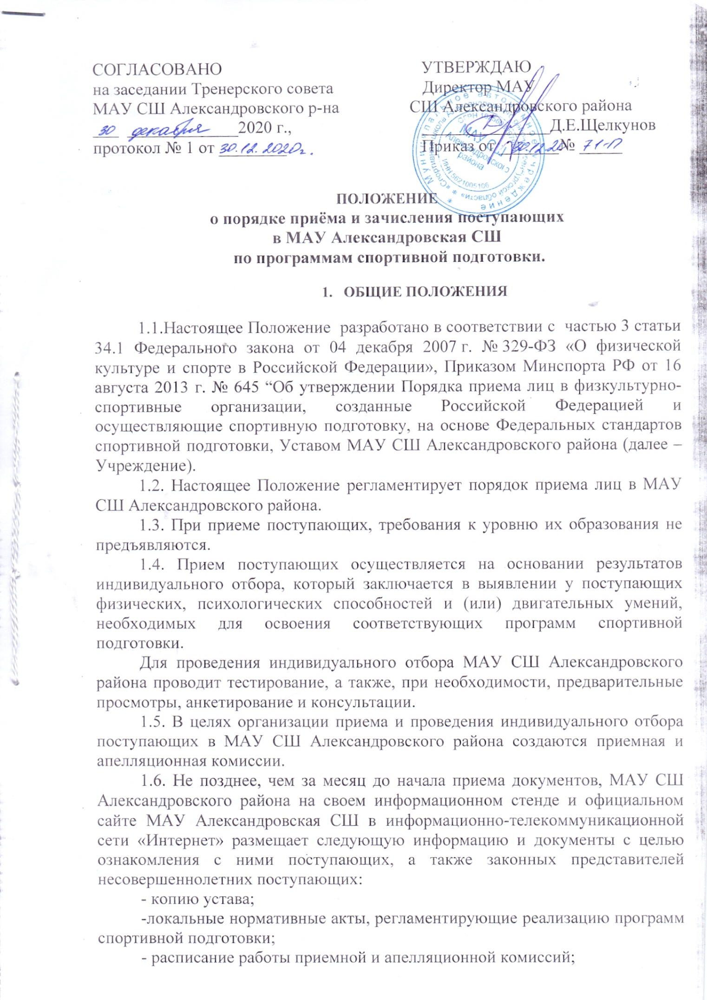 СОГЛАСОВАНО
на заседании Тренерского совета
МАУ СШ Александровского р-на
30 декабря 2020 г.,
протокол № 1 от 30.12.2020г.
УТВЕРЖДАЮ
Директор МАУ
СШ Александровского района
Д.Е.Щелкунов
Приказ от 30.12.20 № 71-П
Муниципальное автономное учреждение
МАУ СШ
Александровского
района
ИНН 5621005106
ПОЛОЖЕНИЕ
о порядке приёма и зачисления поступающих
в МАУ Александровская СШ
по программам спортивной подготовки.
1. ОБЩИЕ ПОЛОЖЕНИЯ
1.1.Настоящее Положение разработано в соответствии с частью 3 статьи
34.1 Федерального закона от 04 декабря 2007 г. № 329-ФЗ «О физической
культуре и спорте в Российской Федерации», Приказом Минспорта РФ от 16
августа 2013 г. № 645 “Об утверждении Порядка приема лиц в физкультурно-
спортивные организации, созданные Российской Федерацией и
осуществляющие спортивную подготовку, на основе Федеральных стандартов
спортивной подготовки, Уставом МАУ СШ Александровского района (далее –
Учреждение).
1.2. Настоящее Положение регламентирует порядок приема лиц в МАУ
СШ Александровского района.
1.3. При приеме поступающих, требования к уровню их образования не
предъявляются.
1.4. Прием поступающих осуществляется на основании результатов
индивидуального отбора, который заключается в выявлении у поступающих
физических, психологических способностей и (или) двигательных умений,
необходимых для освоения соответствующих программ спортивной
подготовки.
Для проведения индивидуального отбора МАУ СШ Александровского
района проводит тестирование, а также, при необходимости, предварительные
просмотры, анкетирование и консультации.
1.5. В целях организации приема и проведения индивидуального отбора
поступающих в МАУ СШ Александровского района создаются приемная и
апелляционная комиссии.
1.6. Не позднее, чем за месяц до начала приема документов, МАУ СШ
Александровского района на своем информационном стенде и официальном
сайте МАУ Александровская СШ в информационно-телекоммуникационной
сети «Интернет» размещает следующую информацию и документы с целью
ознакомления с ними поступающих, а также законных представителей
несовершеннолетних поступающих:
- копию устава;
-локальные нормативные акты, регламентирующие реализацию программ
спортивной подготовки;
- расписание работы приемной и апелляционной комиссий;